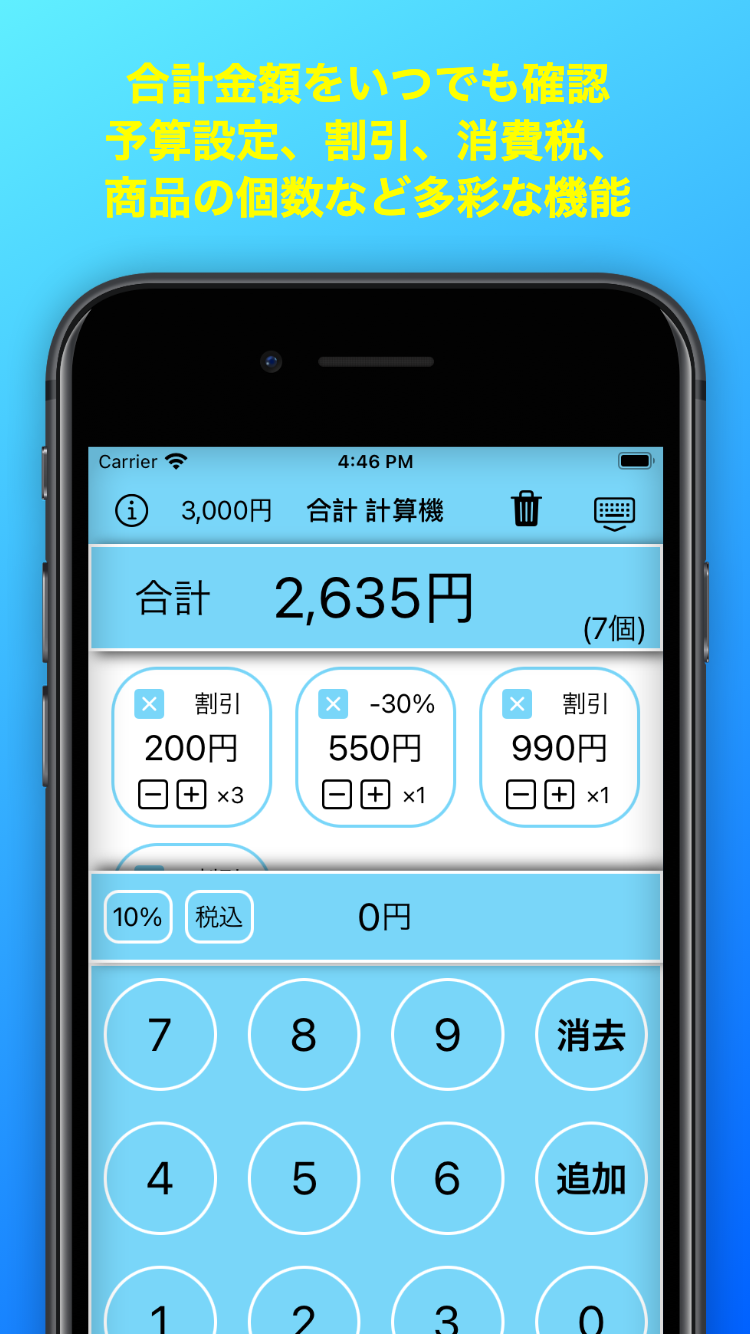 合計金額をいつでも確認
予算設定、割引、消費税、
商品の個数など多彩な機能
Carrier 4:46 PM
3,000円 合計 計算機
合計 2,635円
(7個)
割引 -30% 割引
200円 550円 990円
×3 ×1 ×1
10% 税込 0円
7 8 9 消去
4 5 6 追加
1 2 3 0